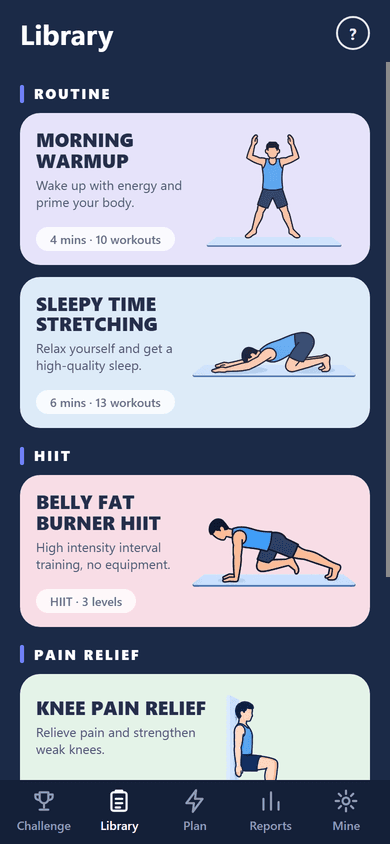 Library
?
ROUTINE
MORNING
WARMUP
Wake up with energy and
prime your body.
4 mins · 10 workouts
SLEEPY TIME
STRETCHING
Relax yourself and get a
high-quality sleep.
6 mins · 13 workouts
HIIT
BELLY FAT
BURNER HIIT
High intensity interval
training, no equipment.
HIIT · 3 levels
PAIN RELIEF
KNEE PAIN RELIEF
Relieve pain and strengthen
weak knees.
Challenge
Library
Plan
Reports
Mine